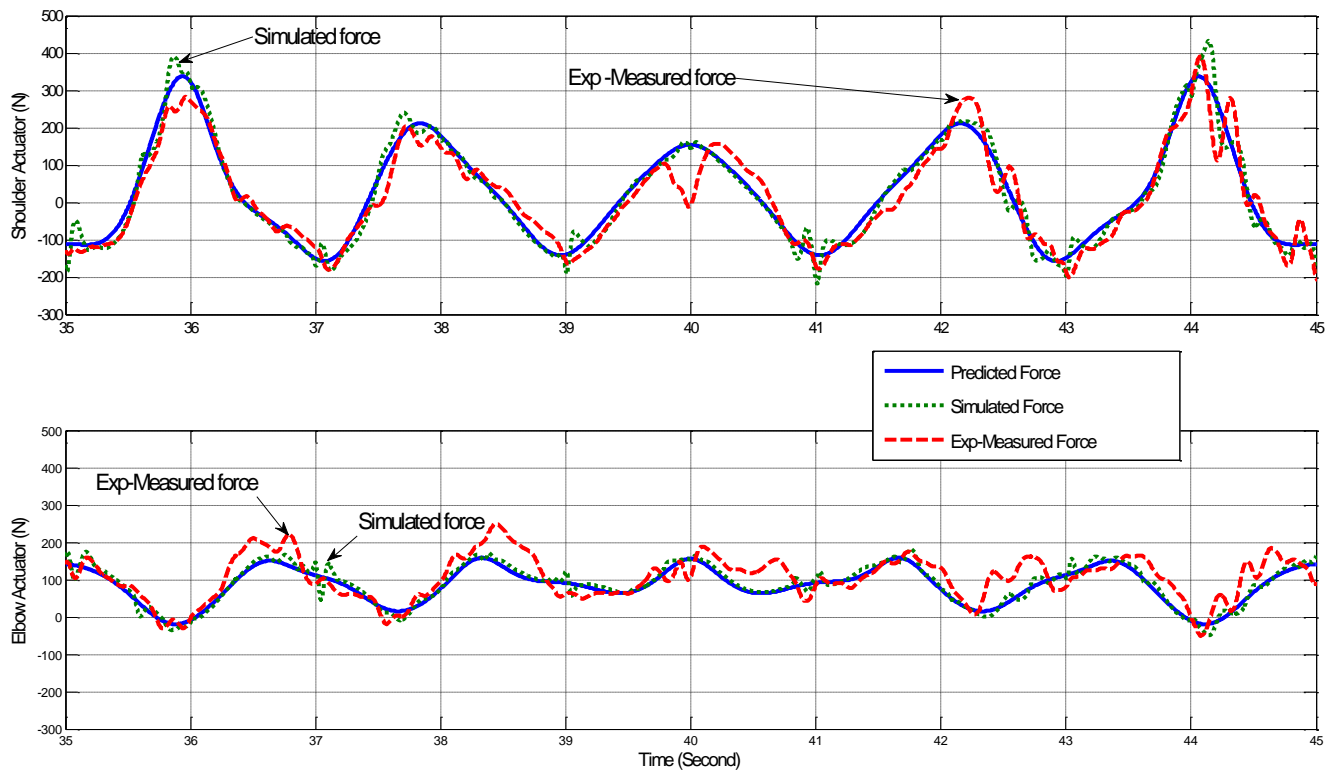 500
400
300
200
100
0
-100
-200
-300
Shoulder Actuator (N)
Simulated force
Exp -Measured force
35 36 37 38 39 40 41 42 43 44 45
Predicted Force
Simulated Force
Exp-Measured Force
500
400
300
200
100
0
-100
-200
-300
Elbow Actuator (N)
Exp-Measured force
Simulated force
35 36 37 38 39 40 41 42 43 44 45
Time (Second)